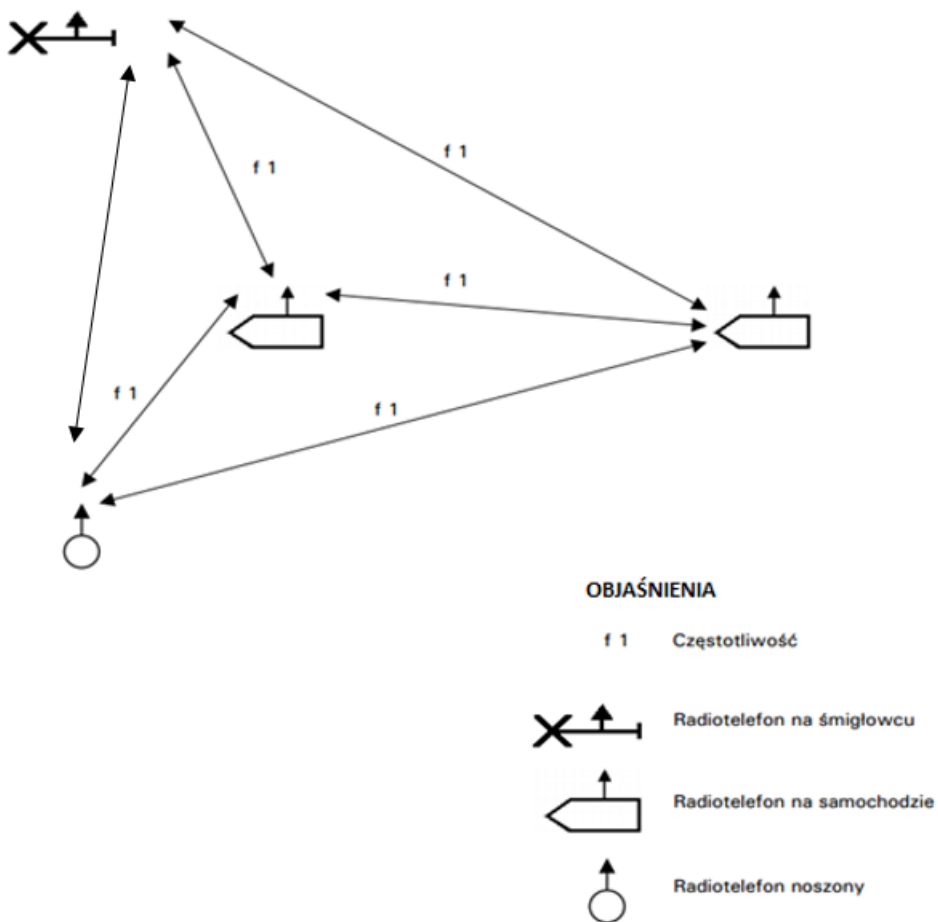 f 1
f 1
f 1
f 1
f 1
OBJAŚNIENIA
f 1 Częstotliwość
Radiotelefon na śmigłowcu
Radiotelefon na samochodzie
Radiotelefon noszony